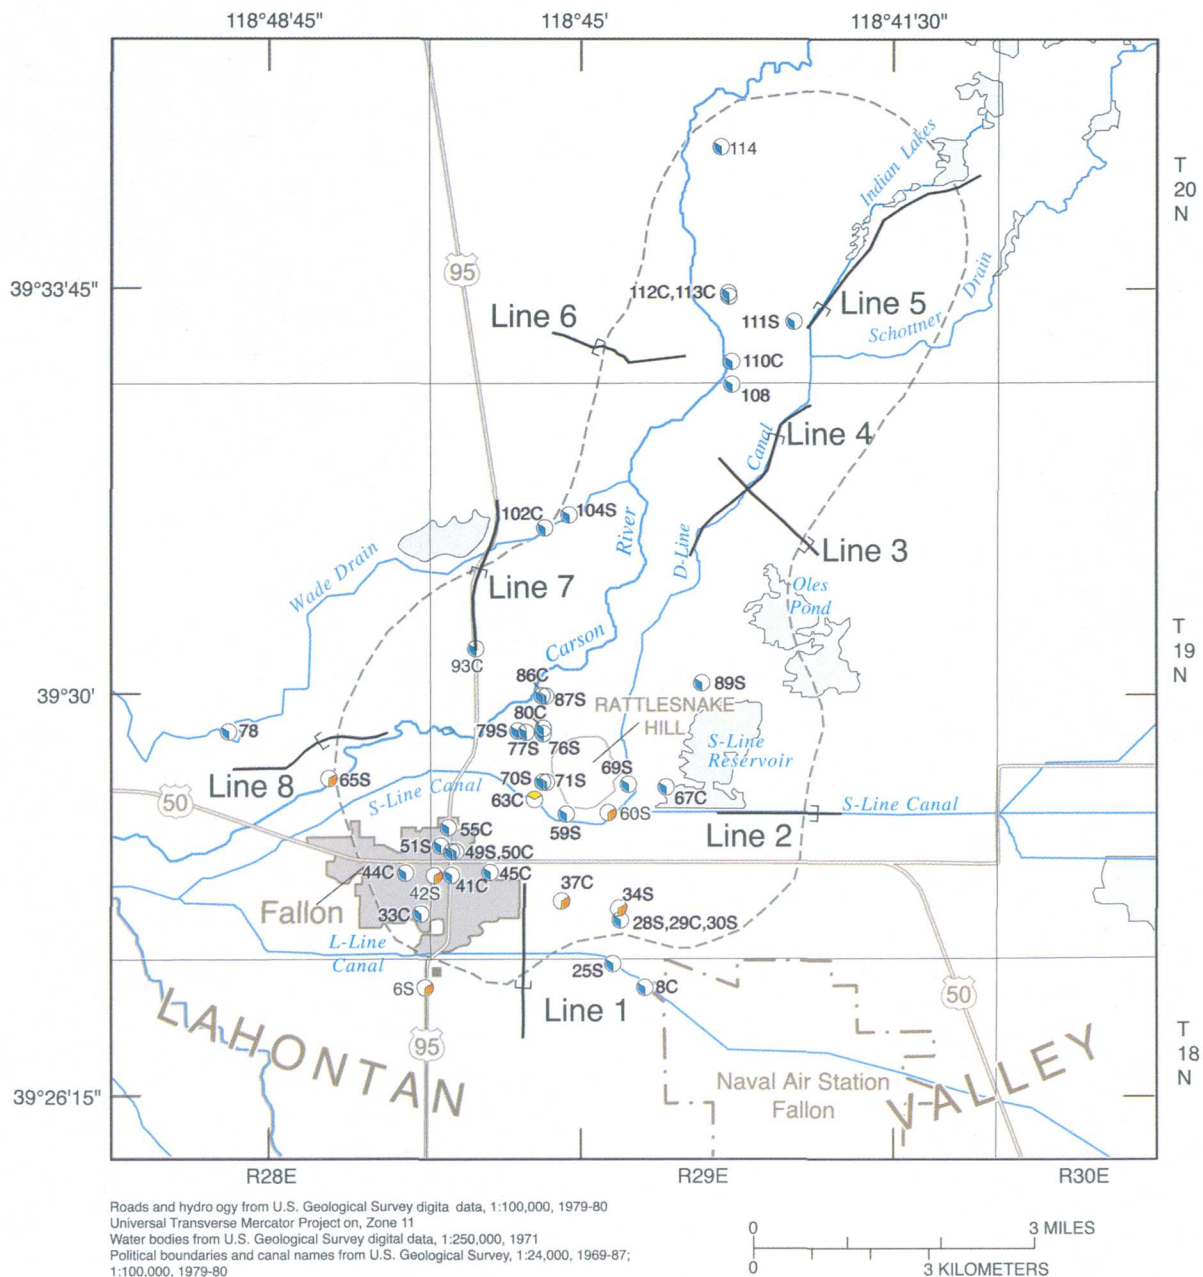 118°48'45"
118°45'
118°41'30"
Indian Lakes
114
T
20
N
95
39°33'45"
112C,113C
Line 6
111S
Line 5
Schottner Drain
110C
108
Canal
Line 4
102C
104S
River
D-Line
Line 3
Wade Drain
Line 7
Oles
Pond
Carson
93C
T
19
N
86C
89S
39°30'
87S
RATTLESNAKE
HILL
80C
78
79S
77S
76S
S-Line
Reservoir
Line 8
65S
70S
71S
69S
S-Line Canal
63C
67C
50
60S
S-Line Canal
59S
55C
Line 2
51S
49S,50C
44C
42S
41C
45C
37C
34S
Fallon
33C
28S,29C,30S
L-Line
Canal
25S
6S
8C
50
Line 1
LAHONTAN
95
T
18
N
Naval Air Station
Fallon
VALLEY
39°26'15"
R28E
R29E
R30E
Roads and hydro ogy from U.S. Geological Survey digita data, 1:100,000, 1979-80
Universal Transverse Mercator Project on, Zone 11
Water bodies from U.S. Geological Survey digital data, 1:250,000, 1971
Political boundaries and canal names from U.S. Geological Survey, 1:24,000, 1969-87;
1:100,000, 1979-80
0
3 MILES
0
3 KILOMETERS